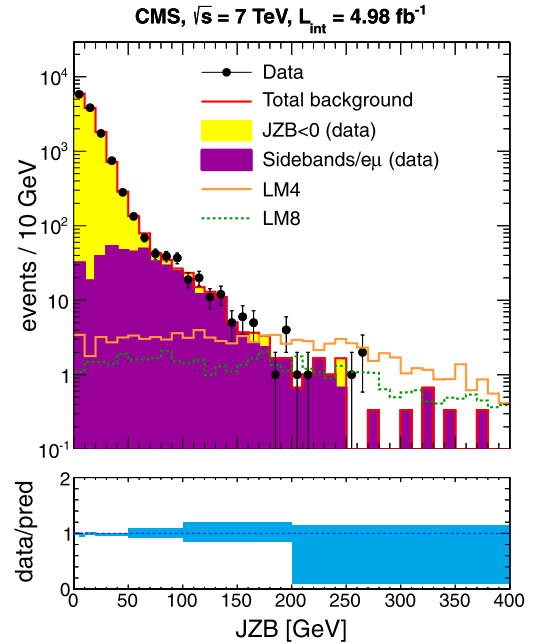 CMS, √s = 7 TeV, L_int = 4.98 fb⁻¹
10⁴
10³
10²
10
1
10⁻¹
events / 10 GeV
Data
Total background
JZB<0 (data)
Sidebands/eμ (data)
LM4
LM8
2
1
0
data/pred
0 50 100 150 200 250 300 350 400
JZB [GeV]